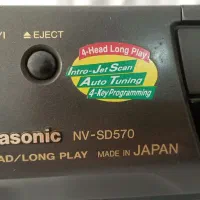 /I ▲ EJECT
4-Head Long Play
Intro-Jet Scan
Auto Tuning
4-Key Programming
asonic NV-SD570
AD/LONG PLAY MADE IN JAPAN